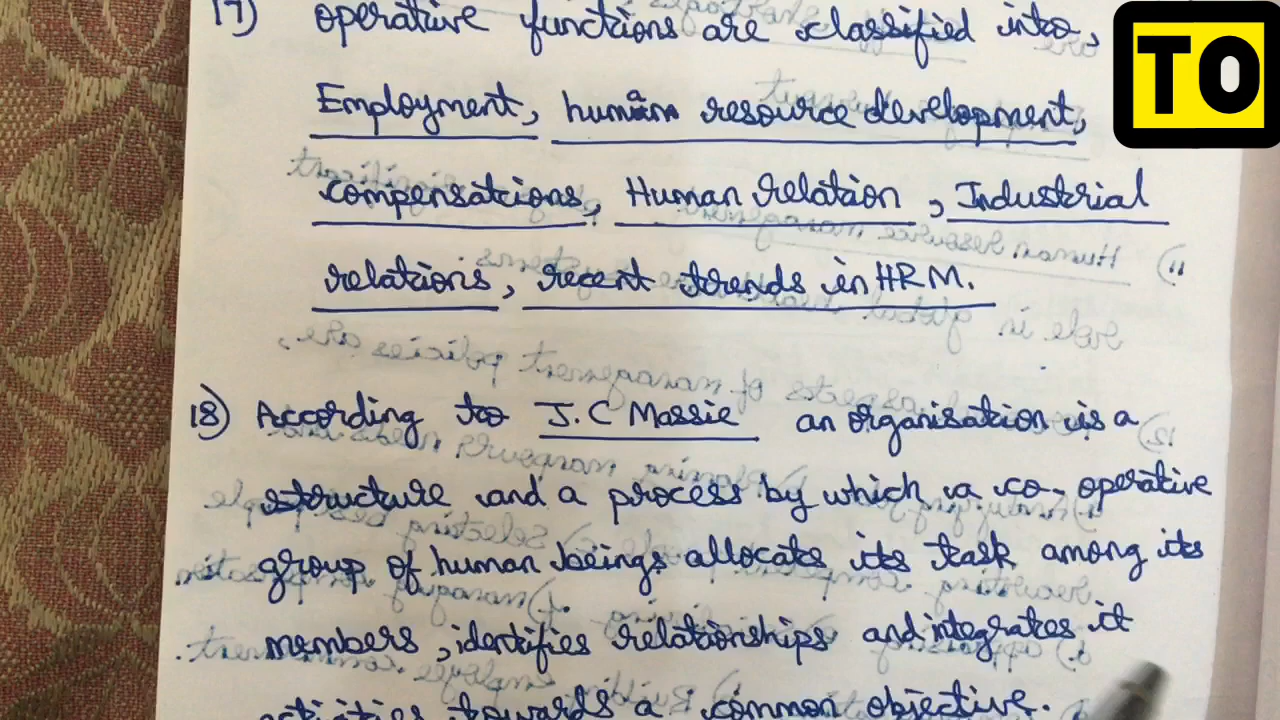 17) operative functions are classified into,
Employment, human resource development,
compensations, Human relation, Industrial
relations, recent trends in HRM.
18) According to J.C Massie an organisation is a
structure and a process by which a co-operative
group of human beings allocates its task among its
members, identifies relationships and integrates it
activities towards a common objective.
TO